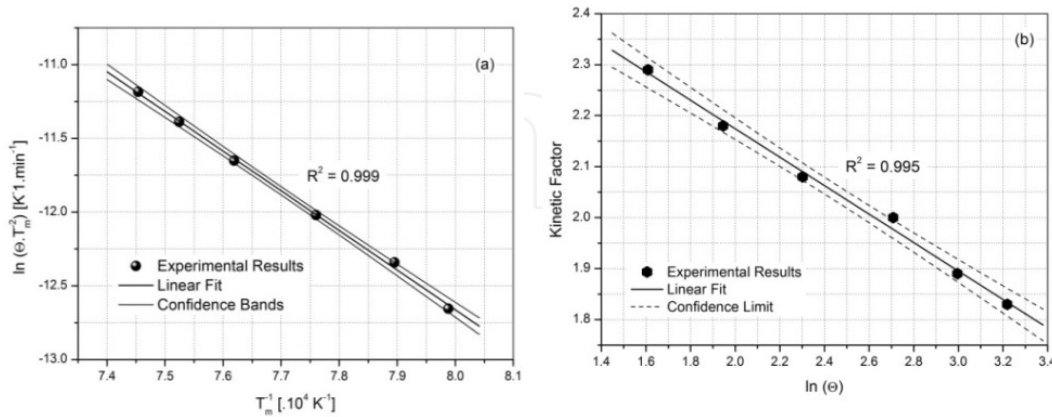 (a)
-11.0
-11.5
-12.0
-12.5
-13.0
ln (Θ.T_m^-2) [K^-1.min^-1]
R² = 0.999
Experimental Results
Linear Fit
Confidence Bands
7.4 7.5 7.6 7.7 7.8 7.9 8.0 8.1
T_m^-1 [.10^4 K^-1]
(b)
2.4
2.3
2.2
2.1
2.0
1.9
1.8
Kinetic Factor
R² = 0.995
Experimental Results
Linear Fit
Confidence Limit
1.4 1.6 1.8 2.0 2.2 2.4 2.6 2.8 3.0 3.2 3.4
ln (Θ)